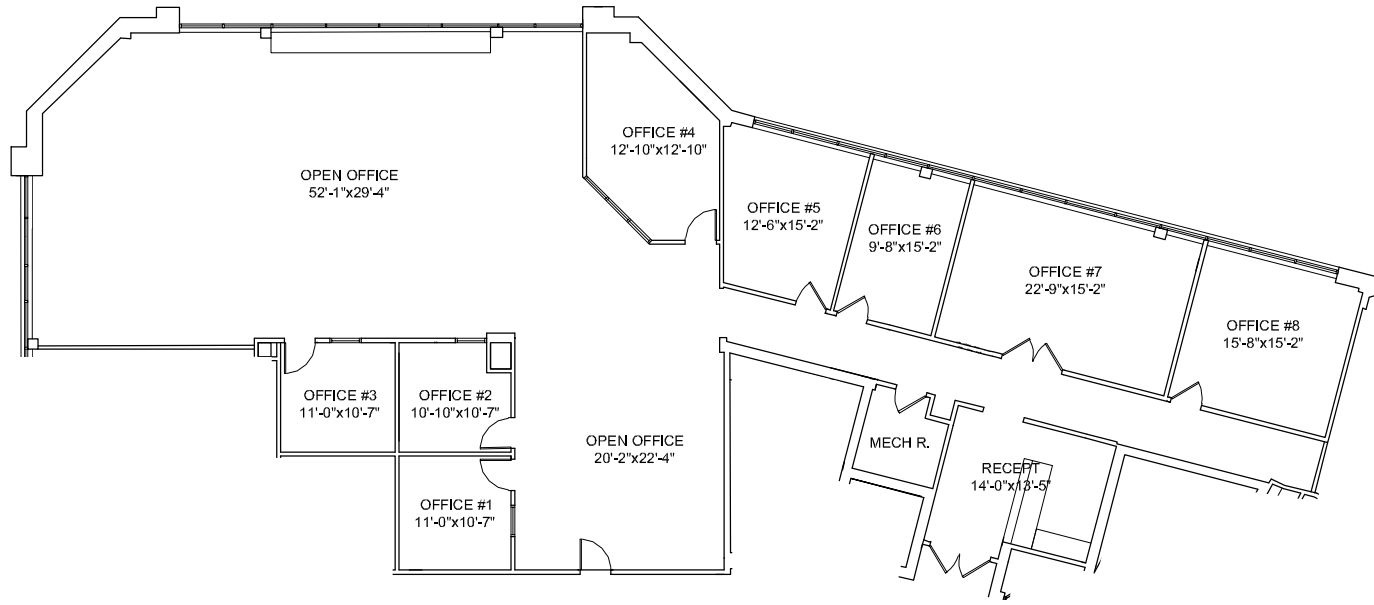 OFFICE #4
12'-10"x12'-10"
OPEN OFFICE
52'-1"x29'-4"
OFFICE #5
12'-6"x15'-2"
OFFICE #6
9'-8"x15'-2"
OFFICE #7
22'-9"x15'-2"
OFFICE #8
15'-8"x15'-2"
OFFICE #3
11'-0"x10'-7"
OFFICE #2
10'-10"x10'-7"
OPEN OFFICE
20'-2"x22'-4"
MECH R.
RECEPT
14'-0"x13'-5"
OFFICE #1
11'-0"x10'-7"